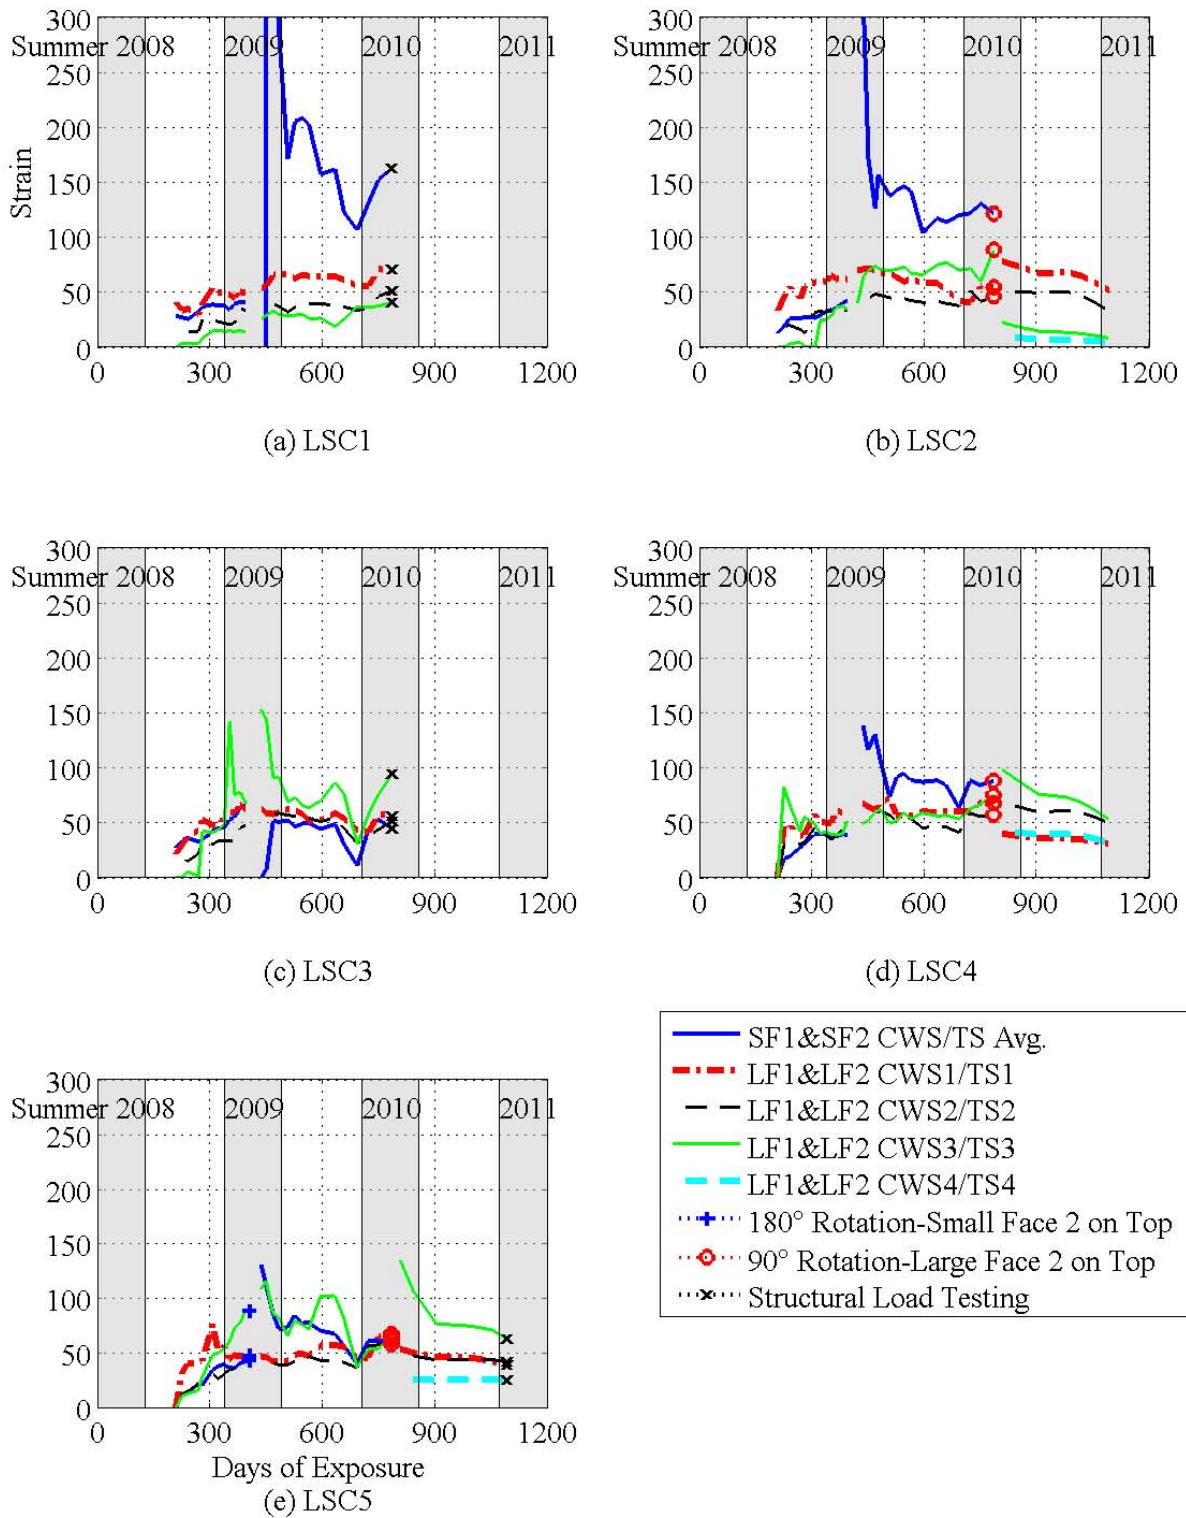 300
Summer 2008 2009 2010 2011
250
200
150
100
50
0
Strain
0 300 600 900 1200
(a) LSC1
300
Summer 2008 2009 2010 2011
250
200
150
100
50
0
0 300 600 900 1200
(b) LSC2
300
Summer 2008 2009 2010 2011
250
200
150
100
50
0
0 300 600 900 1200
(c) LSC3
300
Summer 2008 2009 2010 2011
250
200
150
100
50
0
0 300 600 900 1200
(d) LSC4
300
Summer 2008 2009 2010 2011
250
200
150
100
50
0
0 300 600 900 1200
Days of Exposure
(e) LSC5
SF1&SF2 CWS/TS Avg.
LF1&LF2 CWS1/TS1
LF1&LF2 CWS2/TS2
LF1&LF2 CWS3/TS3
LF1&LF2 CWS4/TS4
180° Rotation-Small Face 2 on Top
90° Rotation-Large Face 2 on Top
Structural Load Testing